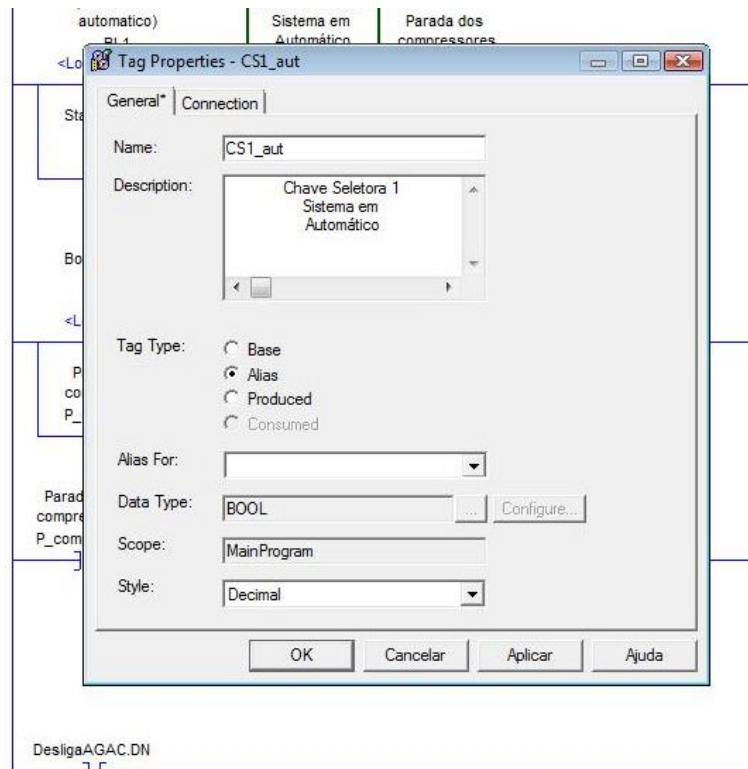 automatico)
Sistema em
Parada dos
Automático
compressores
<Lo
Tag Properties - CS1_aut
General*
Connection
Sta
Name:
CS1_aut
Description:
Chave Seletora 1
Sistema em
Automático
Bo
<L
Tag Type:
Base
Alias
Produced
Consumed
P
co
P_
Alias For:
Data Type:
BOOL
...
Configure...
Parad
compre
P_com
Scope:
MainProgram
Style:
Decimal
OK
Cancelar
Aplicar
Ajuda
DesligaAGAC.DN